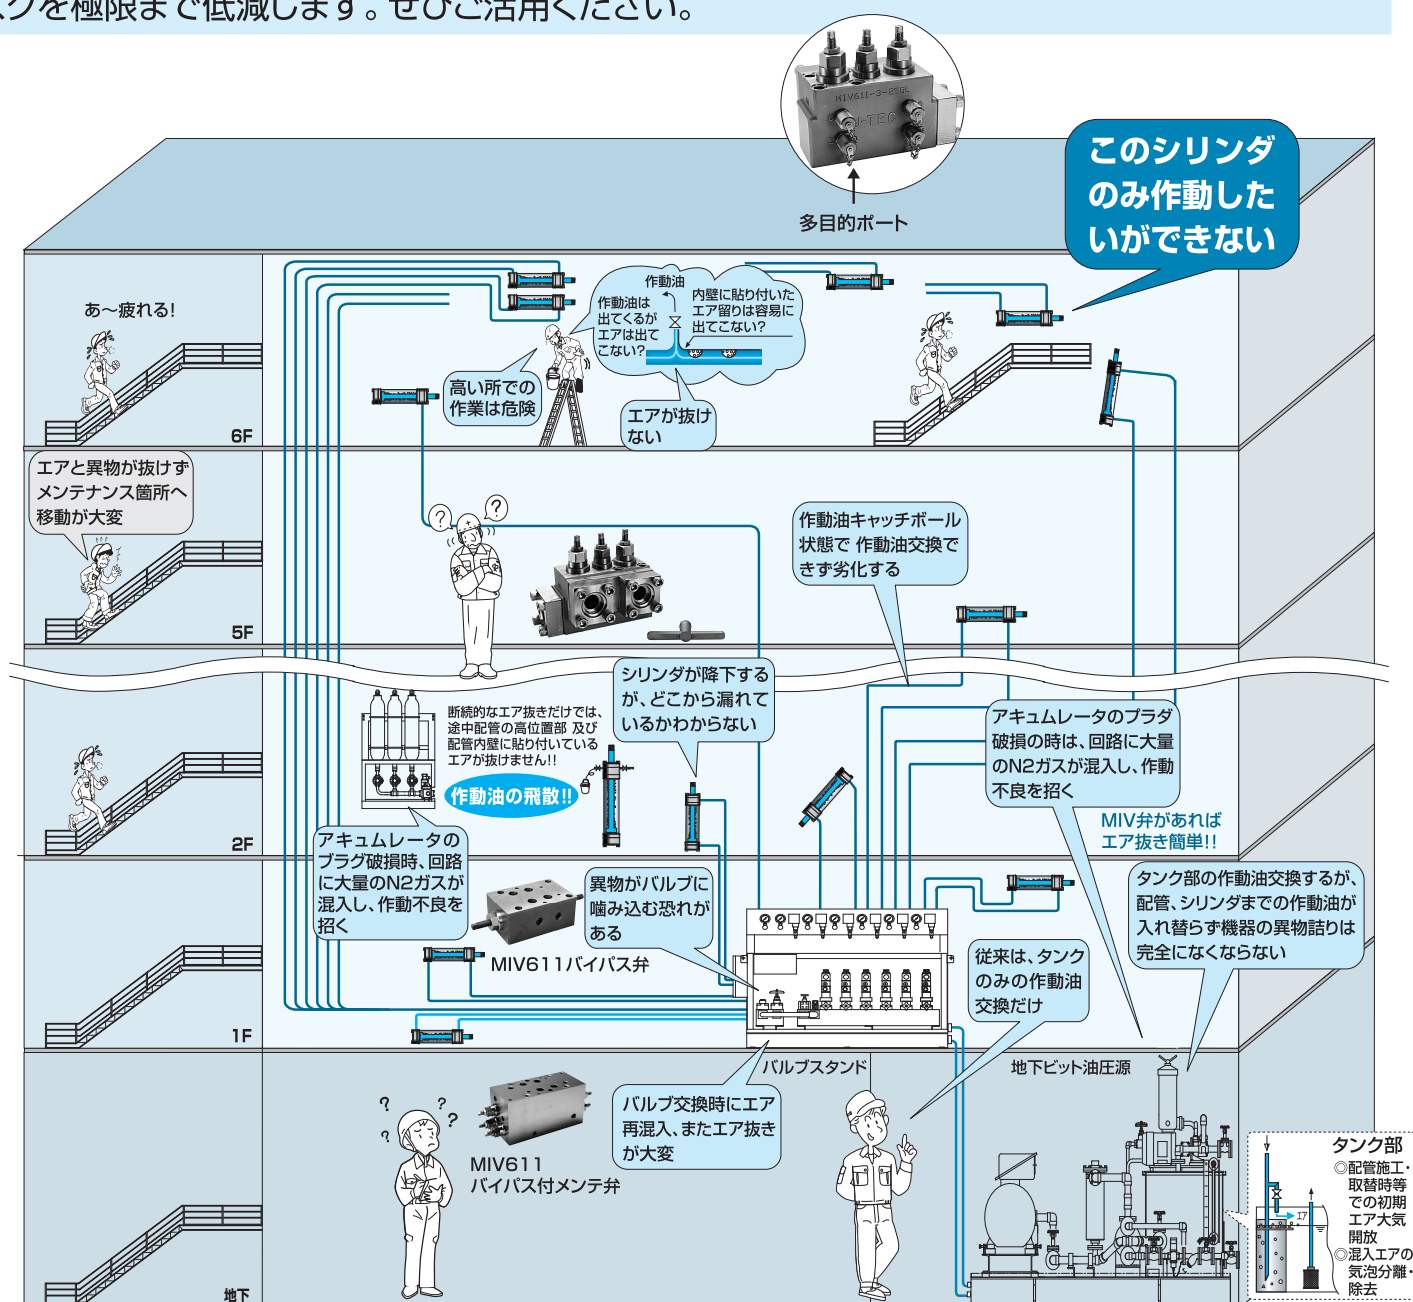 スクを極限まで低減します。ぜひご活用ください。
MIV611-3-25GL
J-TEC
多目的ポート
このシリンダ
のみ作動した
いができない
あ～疲れる!
作動油
作動油は
出てくるが
エアは出て
こない?
内壁に貼り付いた
エア留りは容易に
出てこない?
高い所での
作業は危険
エアが抜け
ない
6F
エアと異物が抜けず
メンテナンス箇所へ
移動が大変
?
?
作動油キャッチボール
状態で 作動油交換で
きず劣化する
5F
シリンダが降下する
が、どこから漏れて
いるかわからない
断続的なエア抜きだけでは、
途中配管の高位置部 及び
配管内壁に貼り付いている
エアが抜けません!!
作動油の飛散!!
アキュムレータのプラダ
破損の時は、回路に大量
のN2ガスが混入し、作動
不良を招く
MIV弁があれば
エア抜き簡単!!
2F
アキュムレータの
プラグ破損時、回路
に大量のN2ガスが
混入し、作動不良を
招く
異物がバルブに
噛み込む恐れが
ある
タンク部の作動油交換するが、
配管、シリンダまでの作動油が
入れ替らず機器の異物詰りは
完全になくならない
MIV611バイパス弁
従来は、タンク
のみの作動油
交換だけ
1F
バルブスタンド
地下ピット油圧源
バルブ交換時にエア
再混入、またエア抜き
が大変
?
?
?
?
MIV611
バイパス付メンテ弁
タンク部
◎配管施工・
取替時等
での初期
エア大気
開放
◎混入エアの
気泡分離・
除去
エア
地下